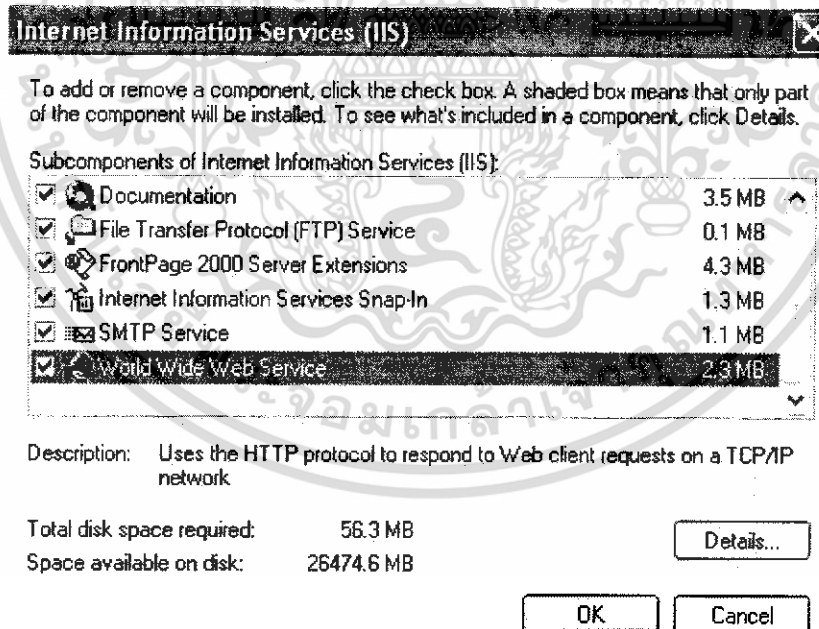 Internet Information Services (IIS)
To add or remove a component, click the check box. A shaded box means that only part
of the component will be installed. To see what's included in a component, click Details.
Subcomponents of Internet Information Services (IIS):
Documentation 3.5 MB
File Transfer Protocol (FTP) Service 0.1 MB
FrontPage 2000 Server Extensions 4.3 MB
Internet Information Services Snap-In 1.3 MB
SMTP Service 1.1 MB
World Wide Web Service 2.3 MB
Description: Uses the HTTP protocol to respond to Web client requests on a TCP/IP
network
Total disk space required: 56.3 MB
Space available on disk: 26474.6 MB
Details...
OK Cancel